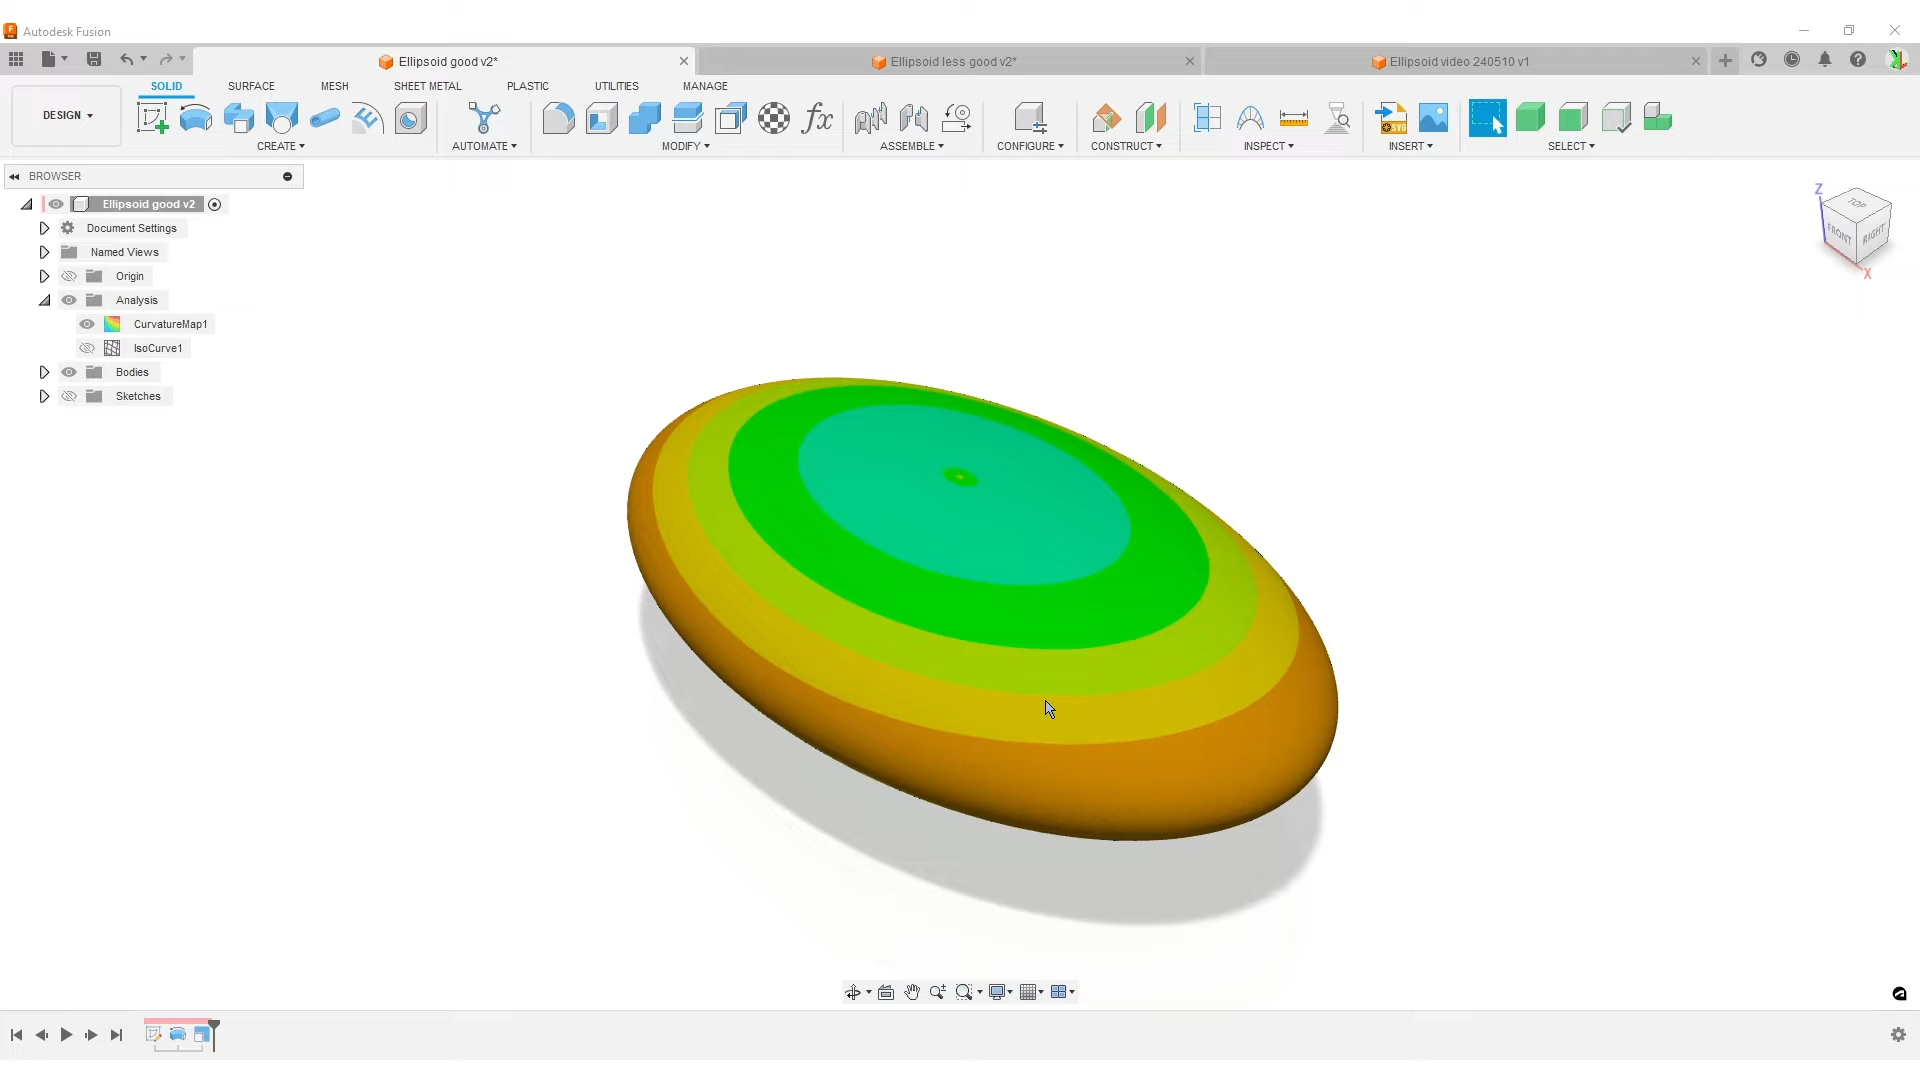 Autodesk Fusion
Ellipsoid good v2*
Ellipsoid less good v2*
Ellipsoid video 240510 v1
SOLID SURFACE MESH SHEET METAL PLASTIC UTILITIES MANAGE
DESIGN
fx
SVG
CREATE AUTOMATE MODIFY ASSEMBLE CONFIGURE CONSTRUCT INSPECT INSERT SELECT
BROWSER
Ellipsoid good v2
Document Settings
Named Views
Origin
Analysis
CurvatureMap1
IsoCurve1
Bodies
Sketches
Z
TOP
FRONT RIGHT
X